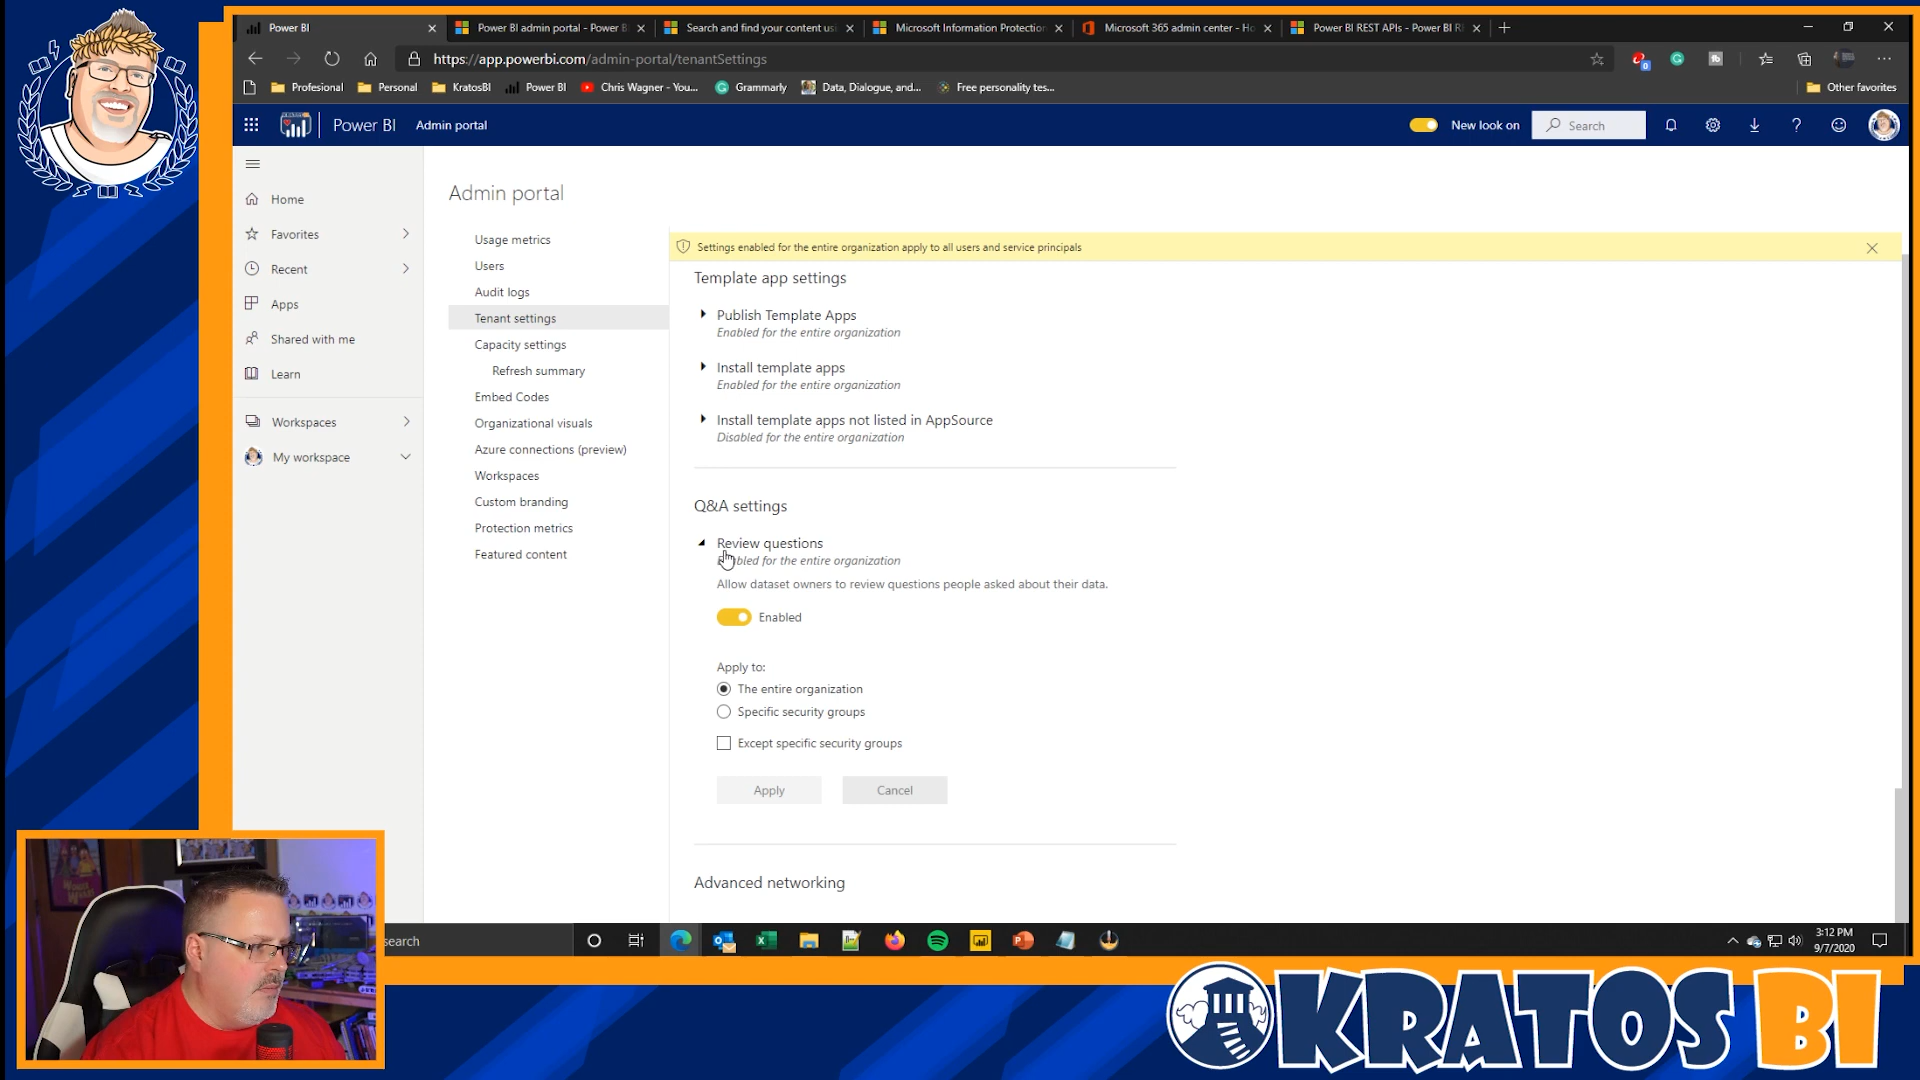 Power BI
Power BI admin portal - Power B
Search and find your content usi
Microsoft Information Protection
Microsoft 365 admin center - Ho
Power BI REST APIs - Power BI R
https://app.powerbi.com/admin-portal/tenantSettings
0
Profesional
Personal
KratosBI
Power BI
Chris Wagner - You...
Grammarly
Data, Dialogue, and...
Free personality tes...
Other favorites
Power BI
Admin portal
New look on
Search
Home
Favorites
Recent
Apps
Shared with me
Learn
Workspaces
My workspace
Admin portal
Usage metrics
Users
Audit logs
Tenant settings
Capacity settings
Refresh summary
Embed Codes
Organizational visuals
Azure connections (preview)
Workspaces
Custom branding
Protection metrics
Featured content
Settings enabled for the entire organization apply to all users and service principals
Template app settings
Publish Template Apps
Enabled for the entire organization
Install template apps
Enabled for the entire organization
Install template apps not listed in AppSource
Disabled for the entire organization
Q&A settings
Review questions
Enabled for the entire organization
Allow dataset owners to review questions people asked about their data.
Enabled
Apply to:
The entire organization
Specific security groups
Except specific security groups
Apply
Cancel
Advanced networking
search
3:12 PM
9/7/2020
KRATOS BI